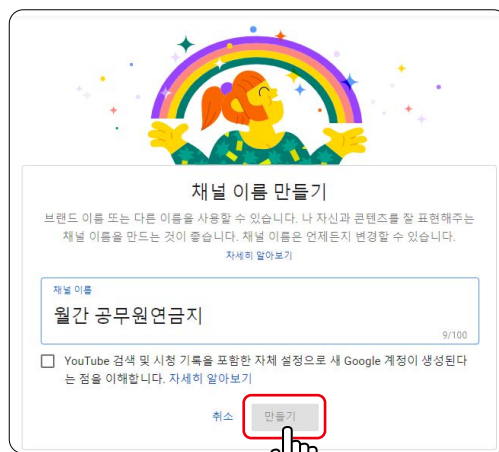 채널 이름 만들기
브랜드 이름 또는 다른 이름을 사용할 수 있습니다. 나 자신과 콘텐츠를 잘 표현해주는
채널 이름을 만드는 것이 좋습니다. 채널 이름은 언제든지 변경할 수 있습니다.
자세히 알아보기
채널 이름
월간 공무원연금지
9/100
YouTube 검색 및 시청 기록을 포함한 자체 설정으로 새 Google 계정이 생성된다
는 점을 이해합니다. 자세히 알아보기
취소 만들기